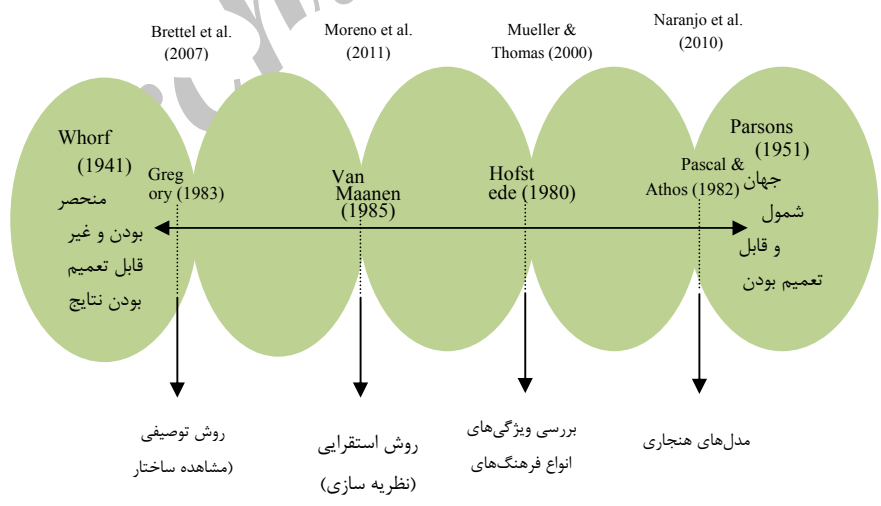 Brettel et al.
(2007)
Moreno et al.
(2011)
Mueller &
Thomas (2000)
Naranjo et al.
(2010)
Whorf
(1941)
منحصر
بودن و غیر
قابل تعمیم
بودن نتایج
Greg
ory (1983)
Van
Maanen
(1985)
Hofst
ede (1980)
Pascal &
Athos (1982)
Parsons
(1951)
جهان
شمول
و قابل
تعمیم بودن
روش توصیفی
(مشاهده ساختار
روش استقرایی
(نظریه سازی)
بررسی ویژگی‌های
انواع فرهنگ‌های
مدل‌های هنجاری